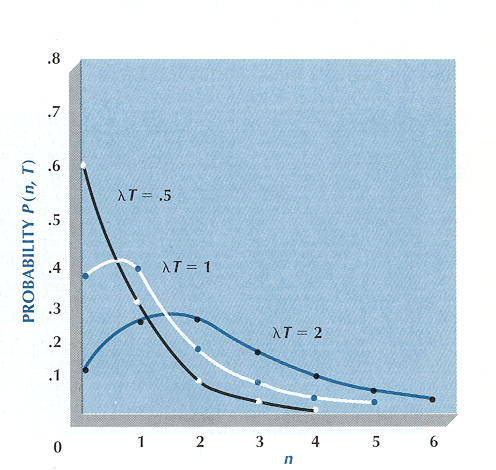 .8
.7
.6
.5
.4
.3
.2
.1
0
PROBABILITY P(n, T)
λT = .5
λT = 1
λT = 2
1 2 3 4 5 6
n